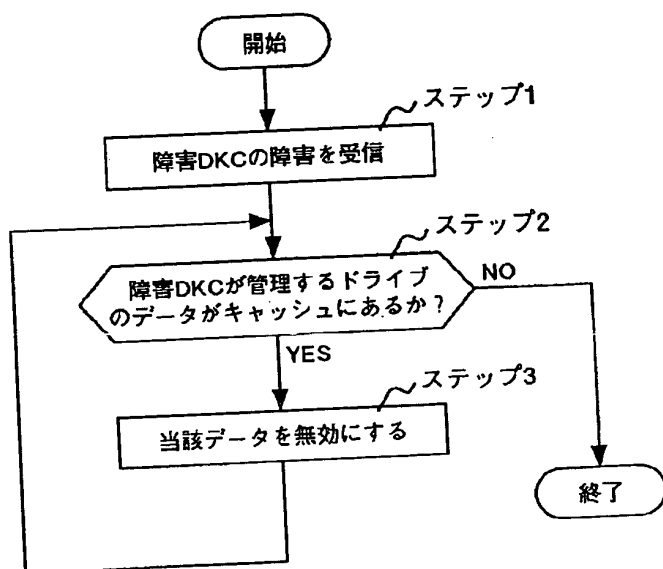 開始
ステップ1
障害DKCの障害を受信
ステップ2
障害DKCが管理するドライブ
のデータがキャッシュにあるか?
NO
YES
ステップ3
当該データを無効にする
終了